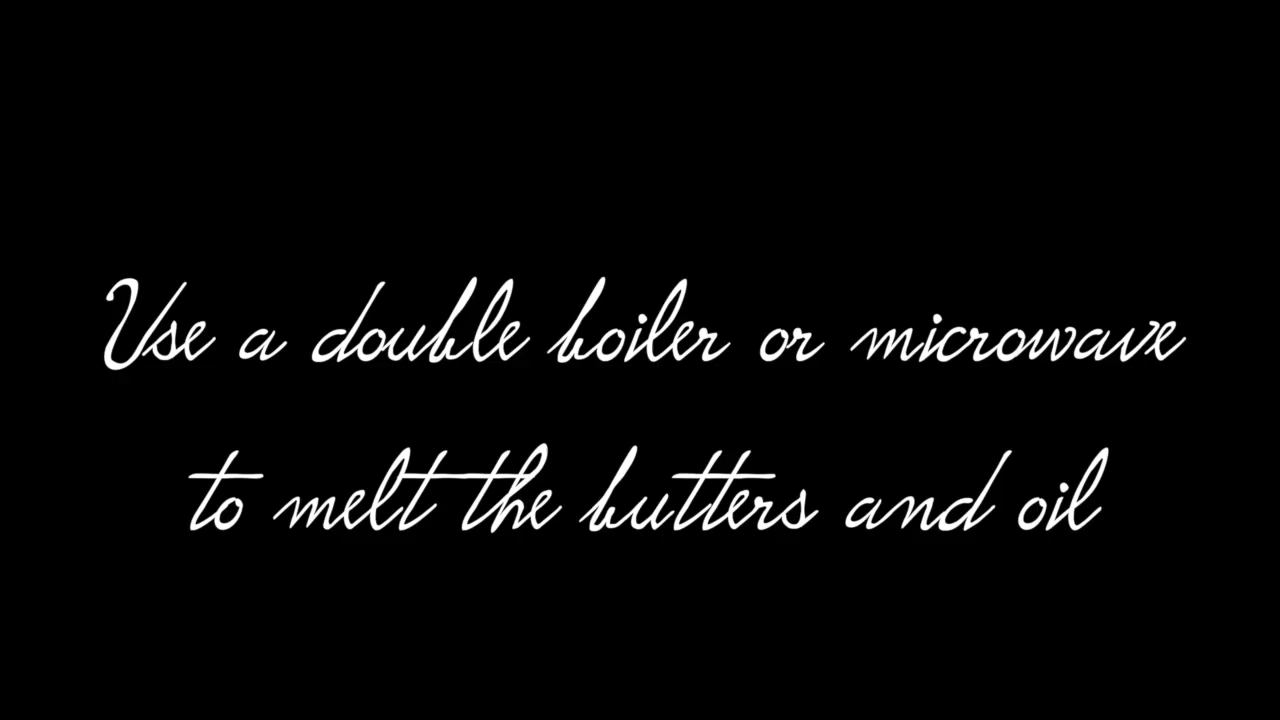 Use a double boiler or microwave
to melt the butters and oil